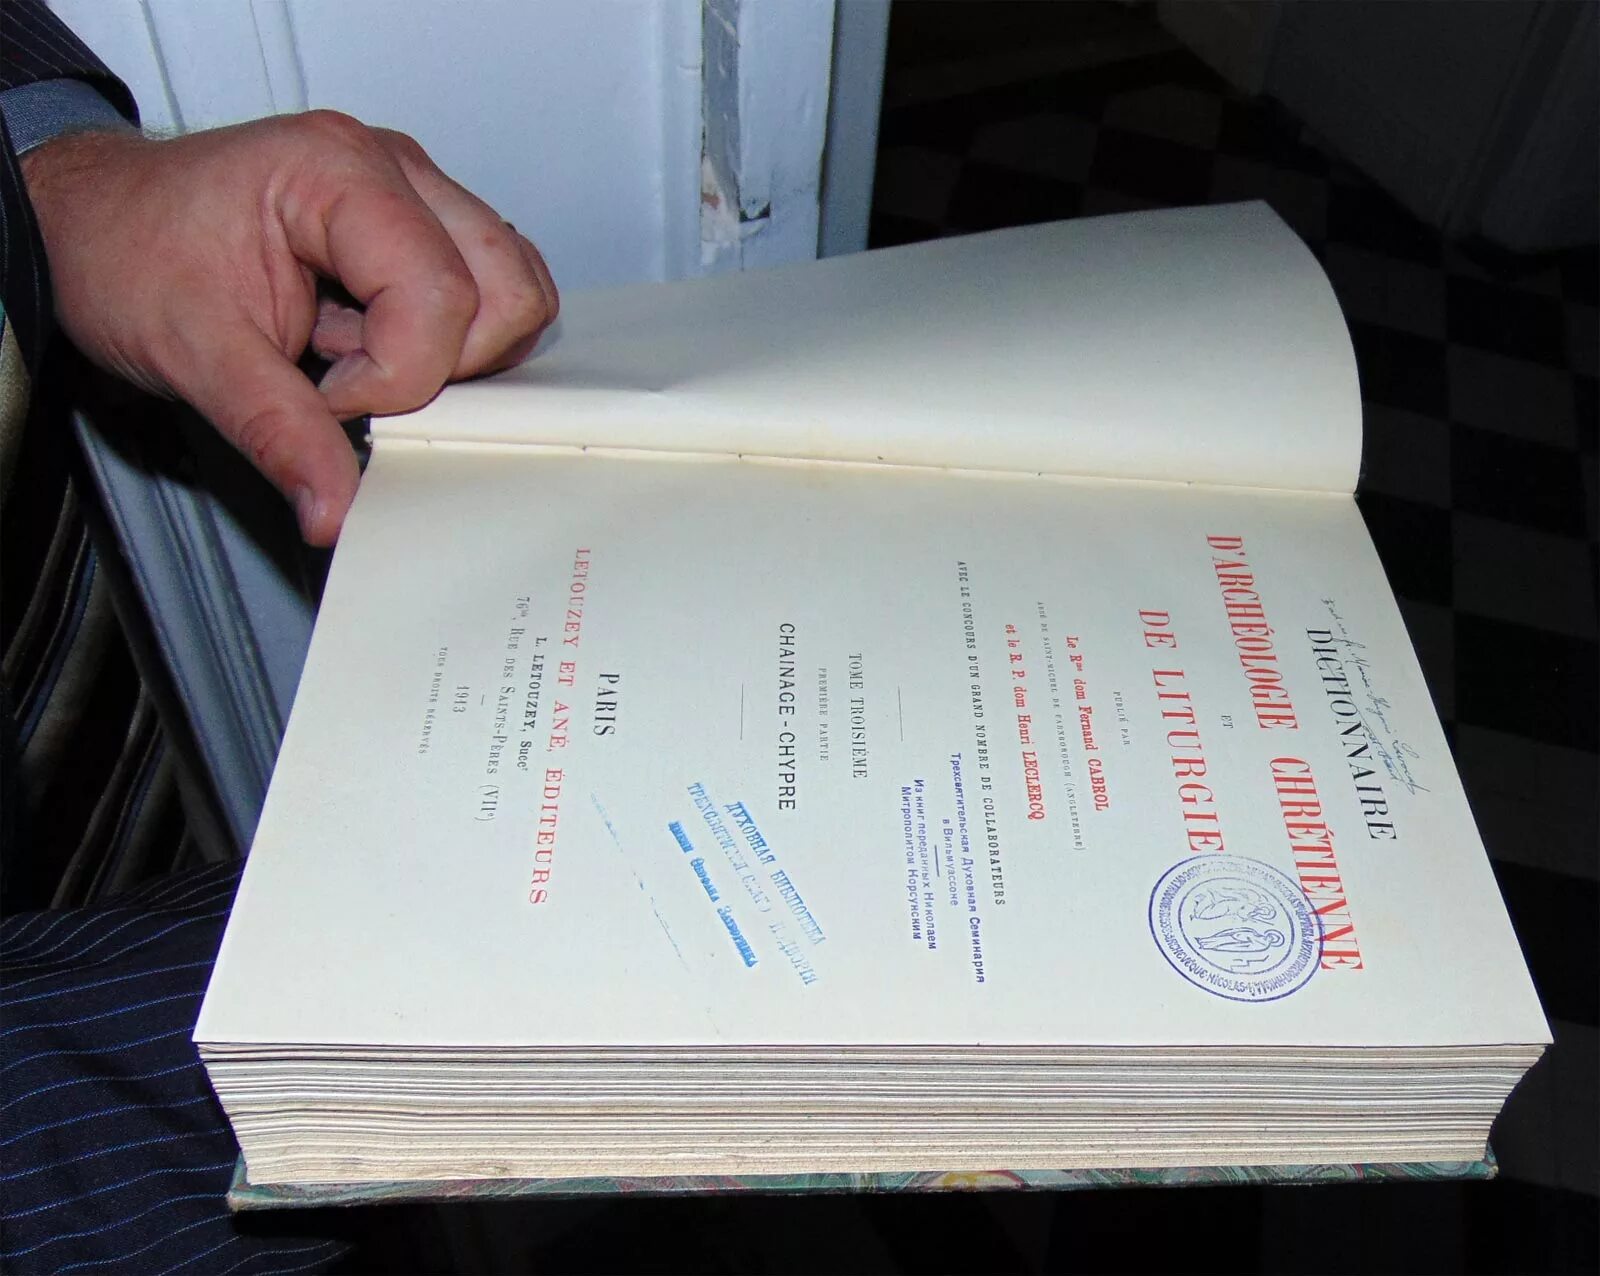 DICTIONNAIRE
D'ARCHÉOLOGIE CHRÉTIENNE
ET
DE LITURGIE
PUBLIÉ PAR
Le Rme dom Fernand CABROL
ABBÉ DE SAINT-MICHEL DE FARNBOROUGH (ANGLETERRE)
et le R. P. dom Henri LECLERCQ
AVEC LE CONCOURS D'UN GRAND NOMBRE DE COLLABORATEURS
Трехсвятительская Духовная Семинария
в Вильмуассоне
Из книг переданных Николаем
Митрополитом Корсунским
TOME TROISIÈME
PREMIÈRE PARTIE
CHAINAGE - CHYPRE
ДУХОВНАЯ БИБЛИОТЕКА
ТРЕХСВЯТИТЕЛЬСКАГО ПОДВОРІЯ
PARIS
LETOUZEY ET ANÉ, ÉDITEURS
L. LETOUZEY, Succr
76bis, RUE DES SAINTS-PÈRES (VIIe)
1913
TOUS DROITS RÉSERVÉS